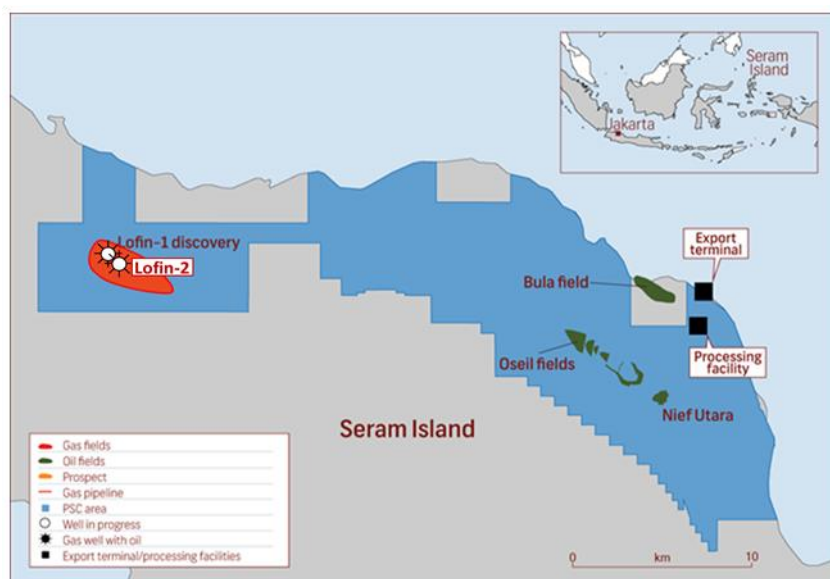 Seram
Island
Jakarta
Lofin-1 discovery
Lofin-2
Export
terminal
Bula field
Processing
facility
Oseil fields
Nief Utara
Seram Island
Gas fields
Oil fields
Prospect
Gas pipeline
PSC area
Well in progress
Gas well with oil
Export terminal/processing facilities
0 km 10